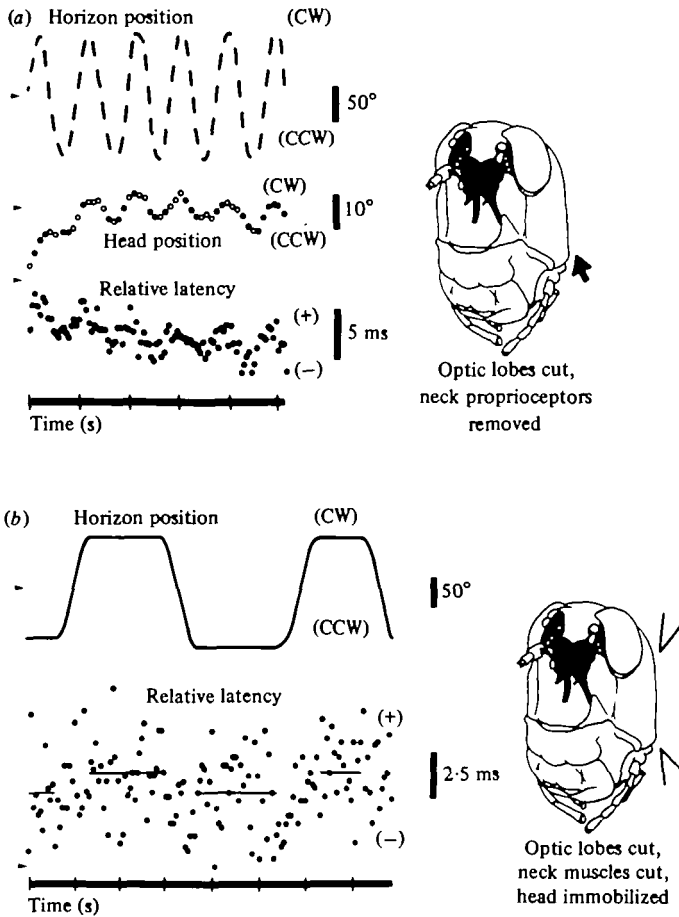 (a) Horizon position (CW)
50°
(CCW)
(CW)
10°
Head position (CCW)
Relative latency
(+)
5 ms
(−)
Time (s)
Optic lobes cut,
neck proprioceptors
removed
(b) Horizon position (CW)
50°
(CCW)
Relative latency
(+)
2·5 ms
(−)
Time (s)
Optic lobes cut,
neck muscles cut,
head immobilized